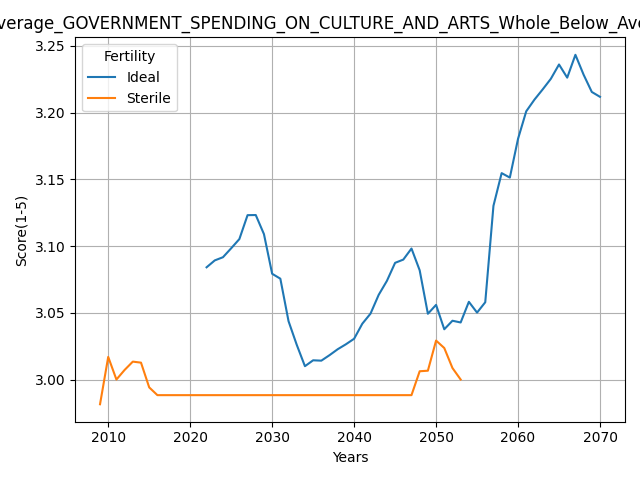 verage_GOVERNMENT_SPENDING_ON_CULTURE_AND_ARTS_Whole_Below_Ave
Fertility
Ideal
Sterile
3.25
3.20
3.15
3.10
3.05
3.00
Score(1-5)
2010 2020 2030 2040 2050 2060 2070
Years